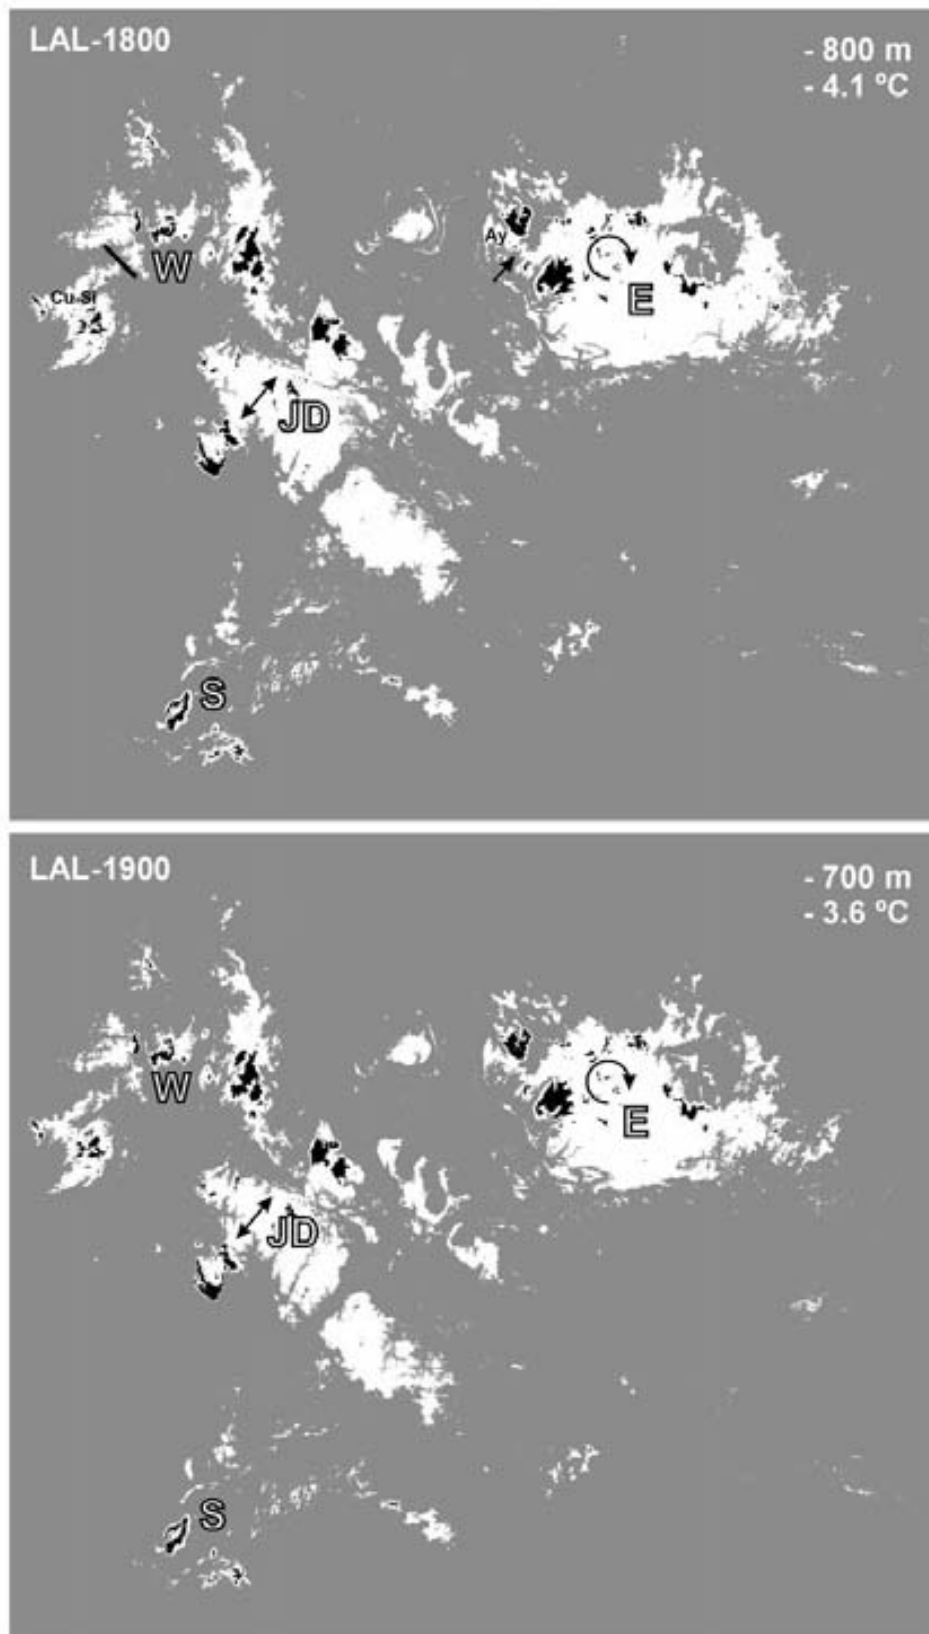 LAL-1800
- 800 m
- 4.1 ºC
Ay
W
E
Cu-Si
JD
S
LAL-1900
- 700 m
- 3.6 ºC
W
E
JD
S